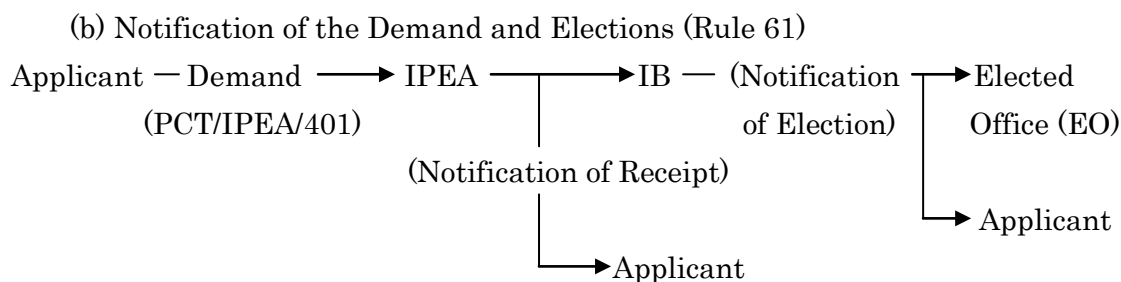 (b) Notification of the Demand and Elections (Rule 61)
Applicant — Demand → IPEA → IB — (Notification → Elected
(PCT/IPEA/401) of Election) Office (EO)
(Notification of Receipt)
Applicant
Applicant